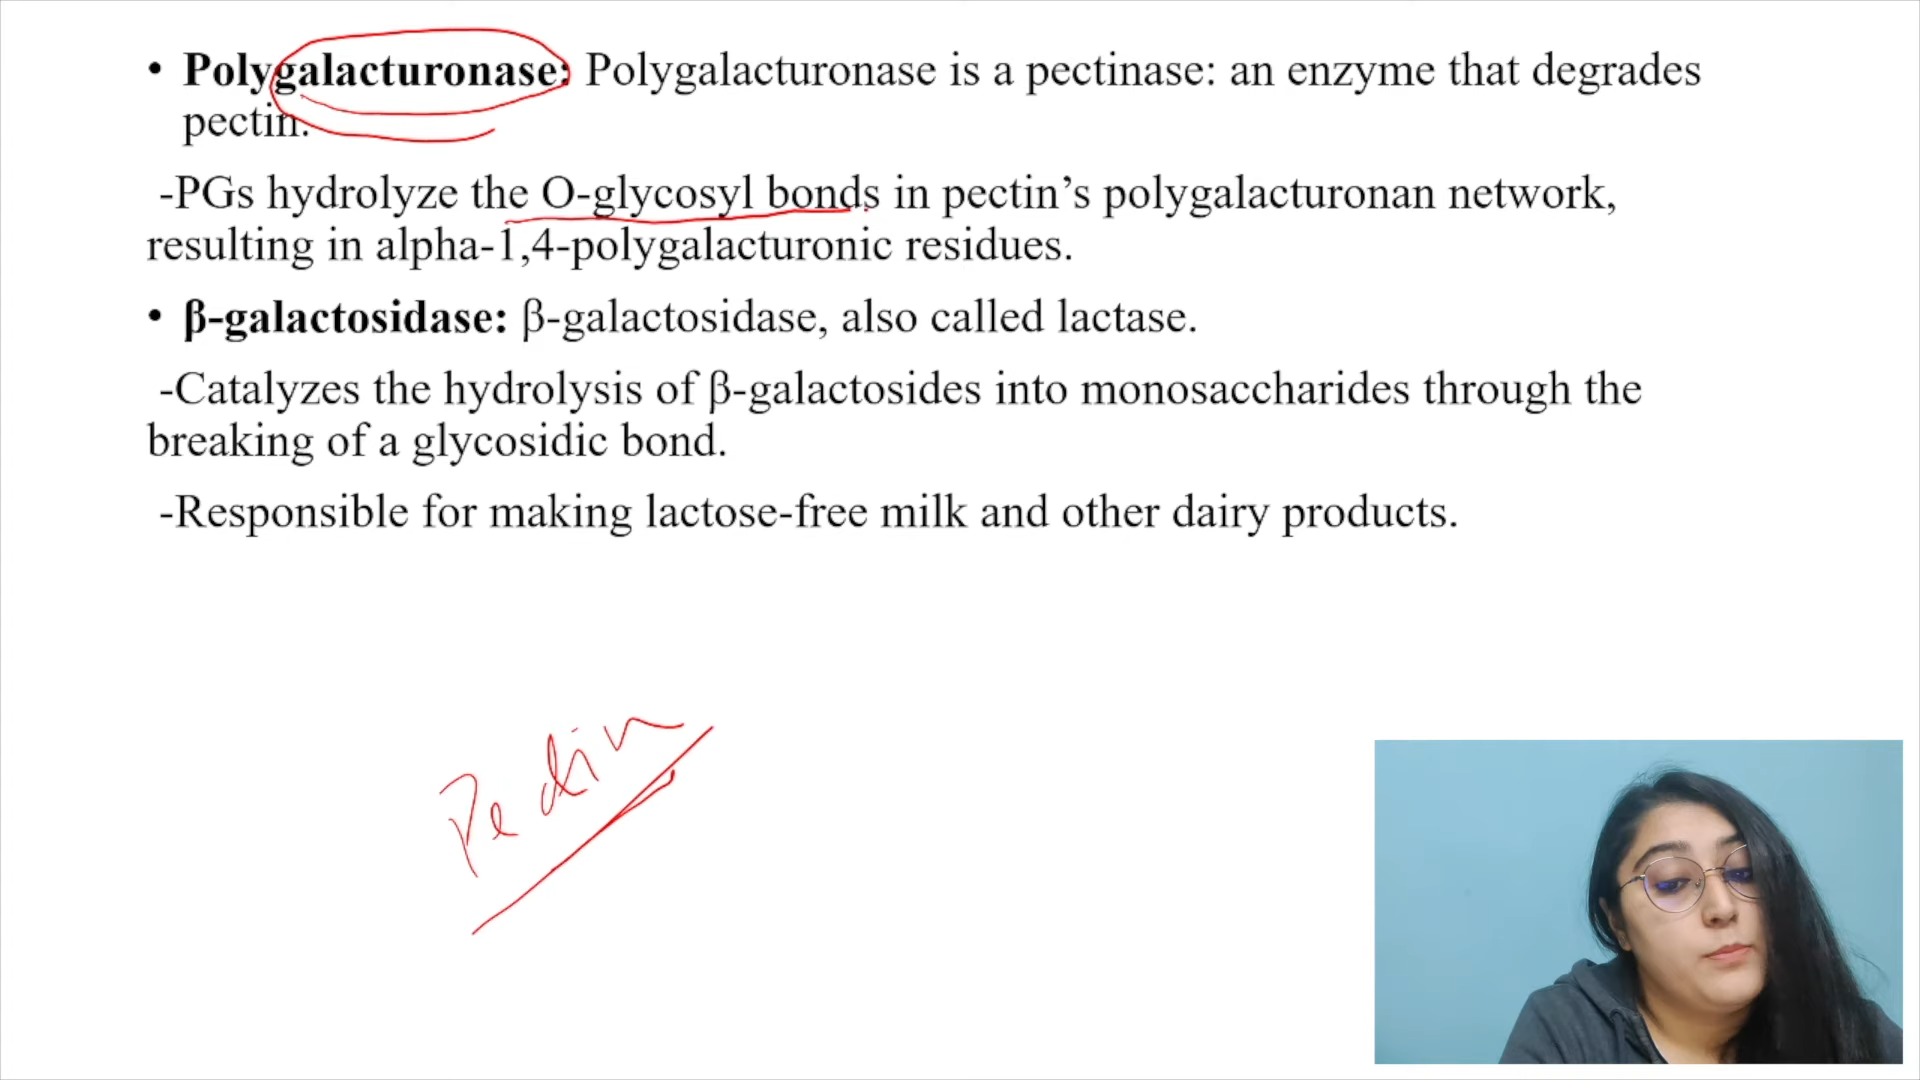 • Polygalacturonase: Polygalacturonase is a pectinase: an enzyme that degrades
pectin.
-PGs hydrolyze the O-glycosyl bonds in pectin’s polygalacturonan network,
resulting in alpha-1,4-polygalacturonic residues.
• β-galactosidase: β-galactosidase, also called lactase.
-Catalyzes the hydrolysis of β-galactosides into monosaccharides through the
breaking of a glycosidic bond.
-Responsible for making lactose-free milk and other dairy products.
Pectin